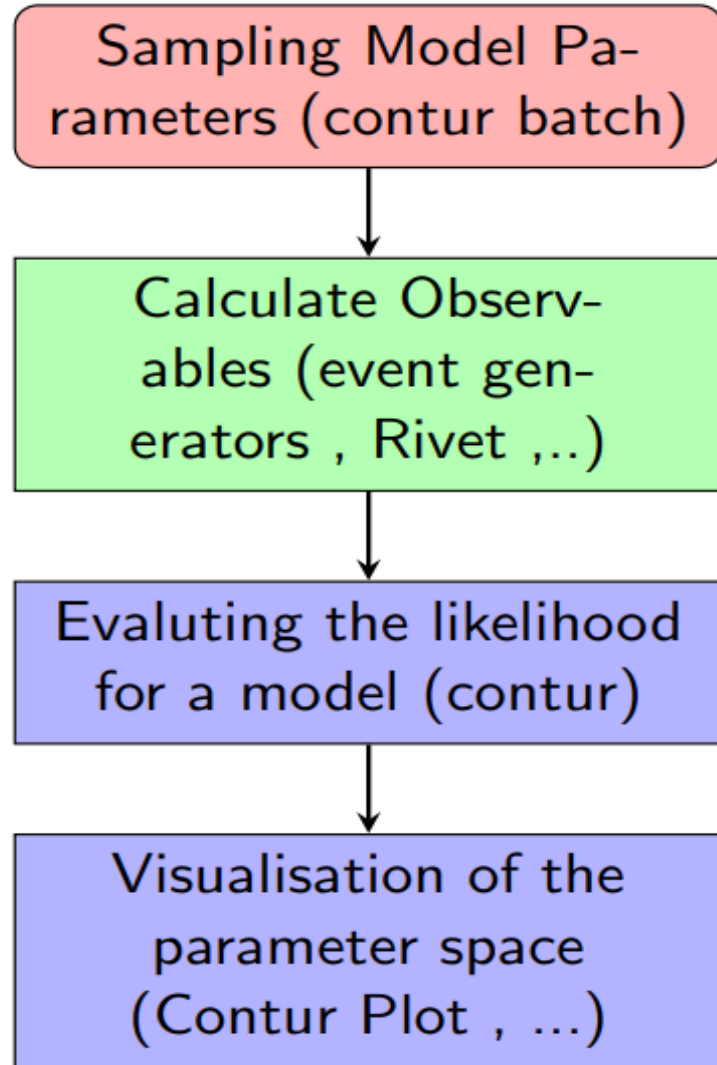 Sampling Model Pa-
rameters (contur batch)
Calculate Observ-
ables (event gen-
erators , Rivet ,..)
Evaluting the likelihood
for a model (contur)
Visualisation of the
parameter space
(Contur Plot , ...)